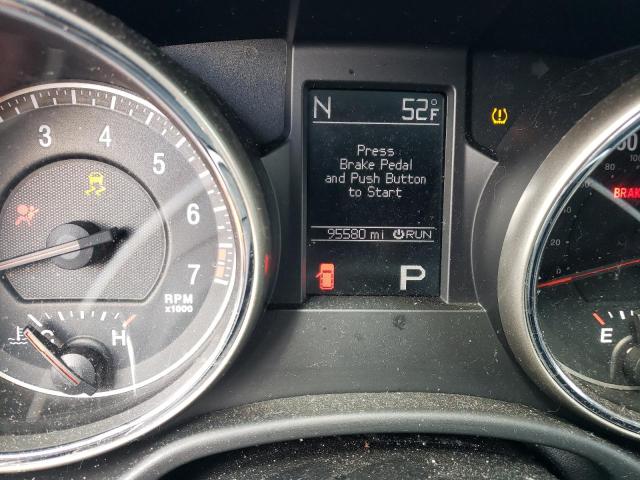 N 52°F
Press
Brake Pedal
and Push Button
to Start
95580 mi RUN
P
3
4
5
6
7
RPM
x1000
C H
BRAK
E